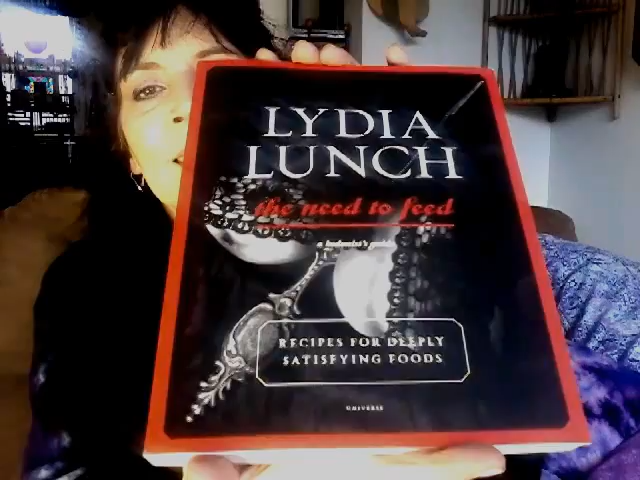 LYDIA
LUNCH
the need to feed
a hedonist's guide
RECIPES FOR DEEPLY
SATISFYING FOODS
UNIVERSE